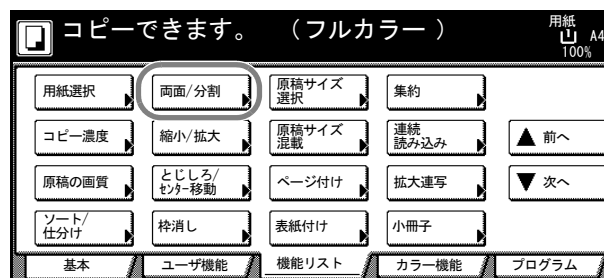 コピーできます。 （フルカラー）
用紙
A4
100%
用紙選択
両面/分割
原稿サイズ
選択
集約
コピー濃度
縮小/拡大
原稿サイズ
混載
連続
読み込み
▲ 前へ
原稿の画質
とじしろ/
センター移動
ページ付け
拡大連写
▼ 次へ
ソート/
仕分け
枠消し
表紙付け
小冊子
基本
ユーザ機能
機能リスト
カラー機能
プログラム